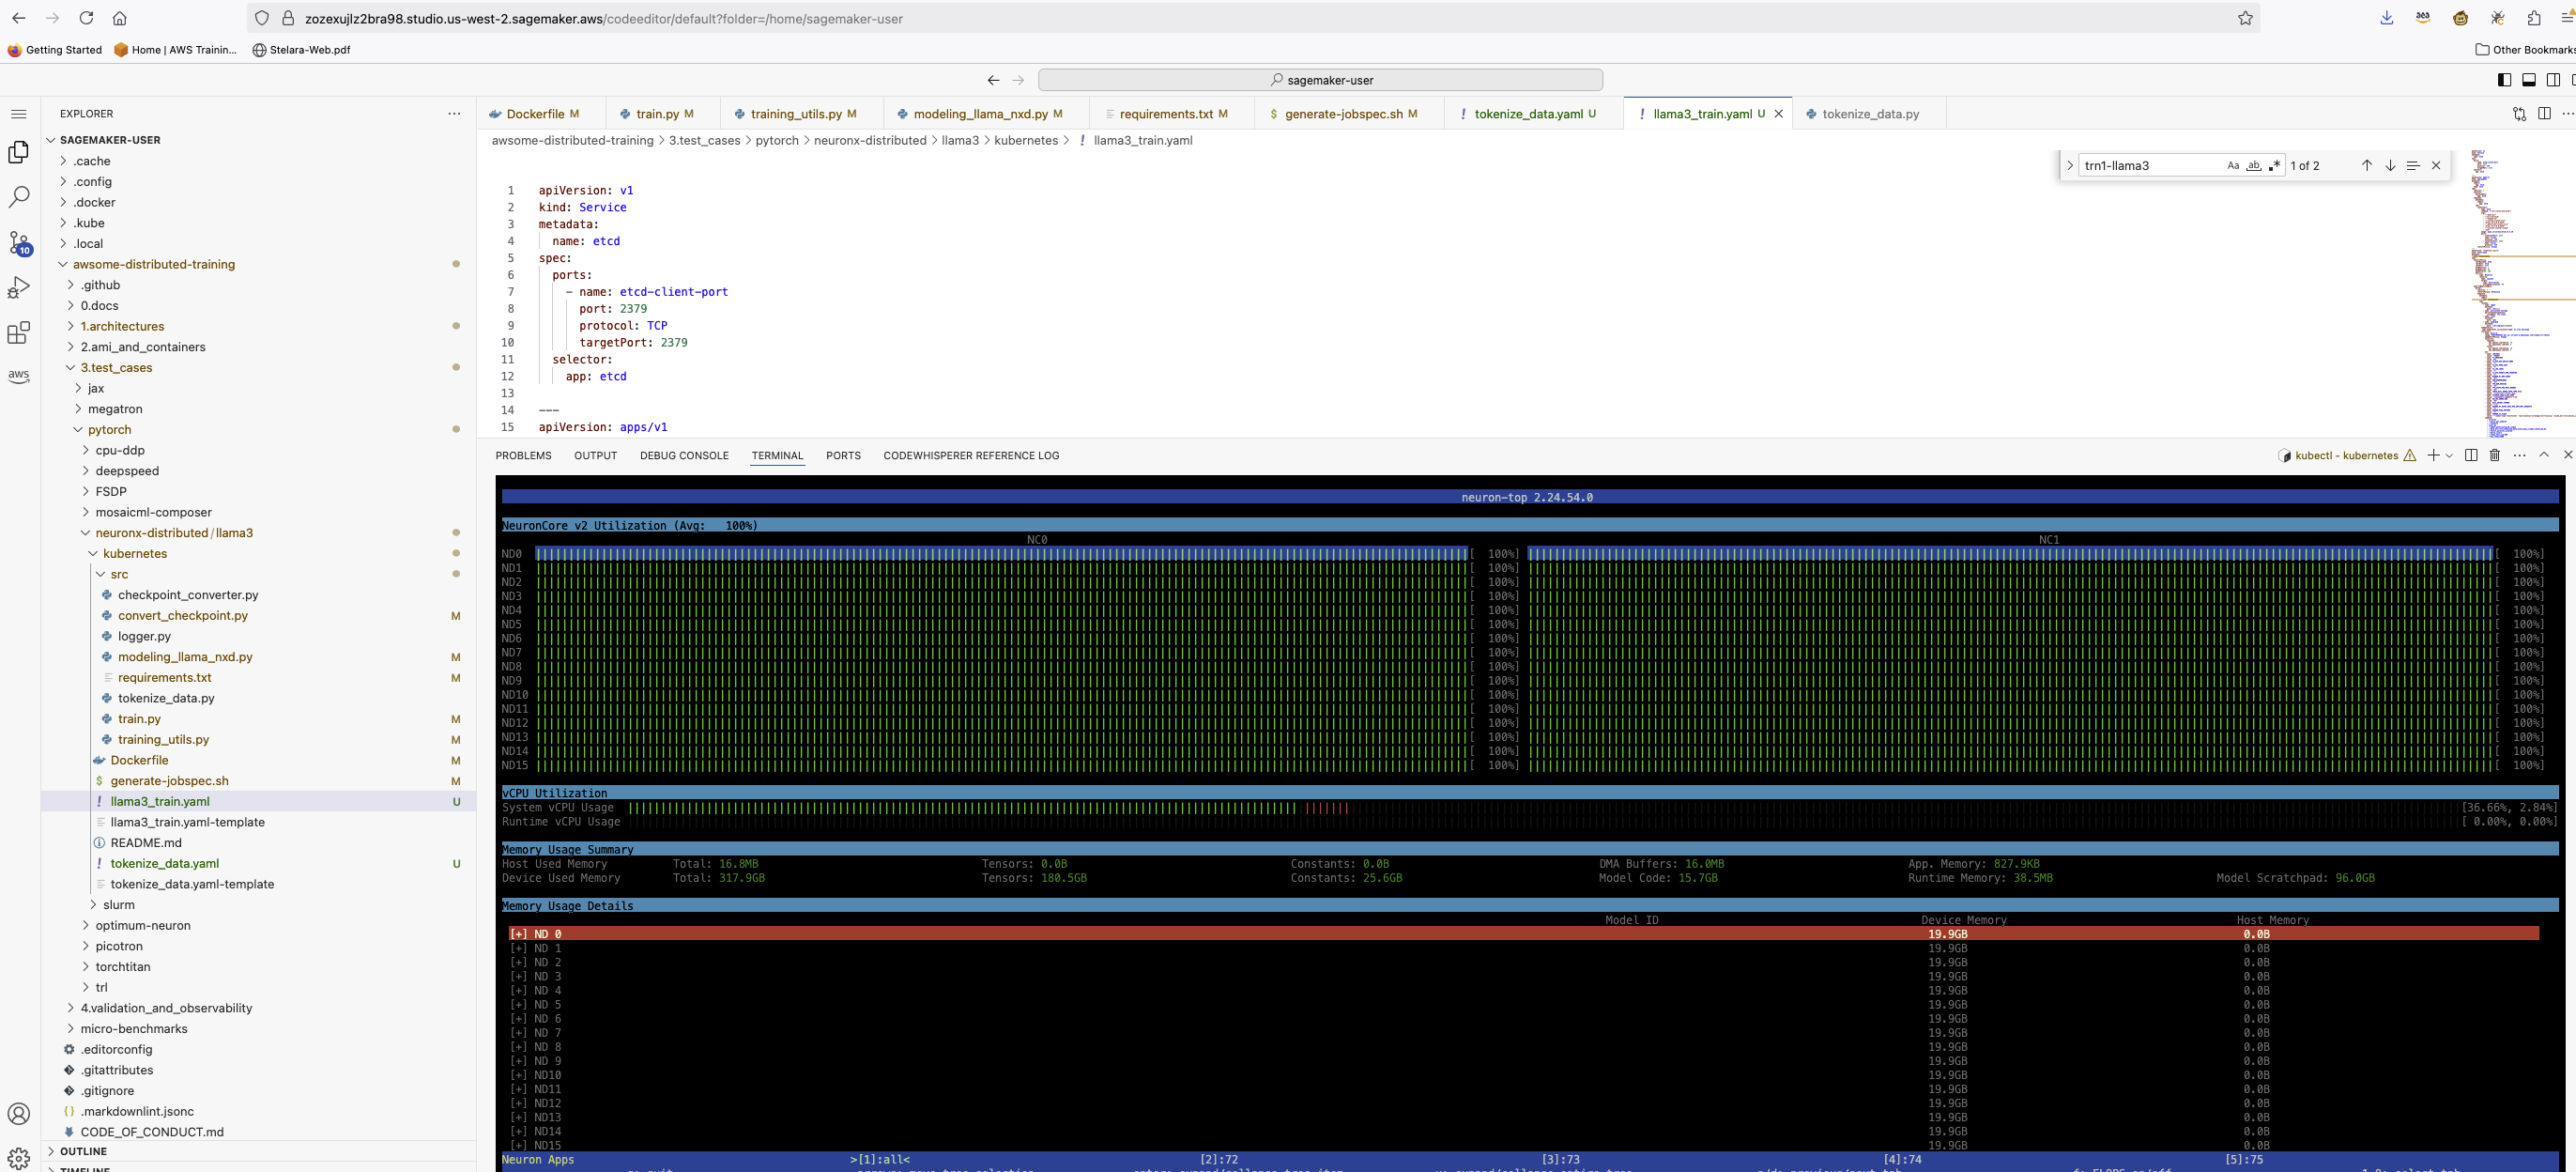 zozexujlz2bra98.studio.us-west-2.sagemaker.aws/codeeditor/default?folder=/home/sagemaker-user
Getting Started Home | AWS Trainin... Stelara-Web.pdf Other Bookmarks
sagemaker-user
EXPLORER
SAGEMAKER-USER
.cache
.config
.docker
.kube
.local
awsome-distributed-training
.github
0.docs
1.architectures
2.ami_and_containers
3.test_cases
jax
megatron
pytorch
cpu-ddp
deepspeed
FSDP
mosaicml-composer
neuronx-distributed / llama3
kubernetes
src
checkpoint_converter.py
convert_checkpoint.py M
logger.py
modeling_llama_nxd.py M
requirements.txt M
tokenize_data.py
train.py M
training_utils.py M
Dockerfile M
generate-jobspec.sh M
llama3_train.yaml U
llama3_train.yaml-template
README.md
tokenize_data.yaml U
tokenize_data.yaml-template
slurm
optimum-neuron
picotron
torchtitan
trl
4.validation_and_observability
micro-benchmarks
.editorconfig
.gitattributes
.gitignore
.markdownlint.jsonc
CODE_OF_CONDUCT.md
OUTLINE
TIMELINE
10
aws
Dockerfile M train.py M training_utils.py M modeling_llama_nxd.py M requirements.txt M generate-jobspec.sh M tokenize_data.yaml U llama3_train.yaml U tokenize_data.py
awsome-distributed-training > 3.test_cases > pytorch > neuronx-distributed > llama3 > kubernetes > llama3_train.yaml
trn1-llama3 Aa ab 1 of 2
1 apiVersion: v1
2 kind: Service
3 metadata:
4 name: etcd
5 spec:
6 ports:
7 - name: etcd-client-port
8 port: 2379
9 protocol: TCP
10 targetPort: 2379
11 selector:
12 app: etcd
13
14 ---
15 apiVersion: apps/v1
PROBLEMS OUTPUT DEBUG CONSOLE TERMINAL PORTS CODEWHISPERER REFERENCE LOG kubectl - kubernetes
neuron-top 2.24.54.0
NeuronCore v2 Utilization (Avg: 100%)
NC0 NC1
ND0 [ 100%] [ 100%]
ND1 [ 100%] [ 100%]
ND2 [ 100%] [ 100%]
ND3 [ 100%] [ 100%]
ND4 [ 100%] [ 100%]
ND5 [ 100%] [ 100%]
ND6 [ 100%] [ 100%]
ND7 [ 100%] [ 100%]
ND8 [ 100%] [ 100%]
ND9 [ 100%] [ 100%]
ND10 [ 100%] [ 100%]
ND11 [ 100%] [ 100%]
ND12 [ 100%] [ 100%]
ND13 [ 100%] [ 100%]
ND14 [ 100%] [ 100%]
ND15 [ 100%] [ 100%]
vCPU Utilization
System vCPU Usage [36.66%, 2.84%]
Runtime vCPU Usage [ 0.00%, 0.00%]
Memory Usage Summary
Host Used Memory Total: 16.8MB Tensors: 0.0B Constants: 0.0B DMA Buffers: 16.0MB App. Memory: 827.9KB
Device Used Memory Total: 317.9GB Tensors: 180.5GB Constants: 25.6GB Model Code: 15.7GB Runtime Memory: 38.5MB Model Scratchpad: 96.0GB
Memory Usage Details
Model ID Device Memory Host Memory
[+] ND 0 19.9GB 0.0B
[+] ND 1 19.9GB 0.0B
[+] ND 2 19.9GB 0.0B
[+] ND 3 19.9GB 0.0B
[+] ND 4 19.9GB 0.0B
[+] ND 5 19.9GB 0.0B
[+] ND 6 19.9GB 0.0B
[+] ND 7 19.9GB 0.0B
[+] ND 8 19.9GB 0.0B
[+] ND 9 19.9GB 0.0B
[+] ND10 19.9GB 0.0B
[+] ND11 19.9GB 0.0B
[+] ND12 19.9GB 0.0B
[+] ND13 19.9GB 0.0B
[+] ND14 19.9GB 0.0B
[+] ND15 19.9GB 0.0B
Neuron Apps >[1]:all< [2]:72 [3]:73 [4]:74 [5]:75